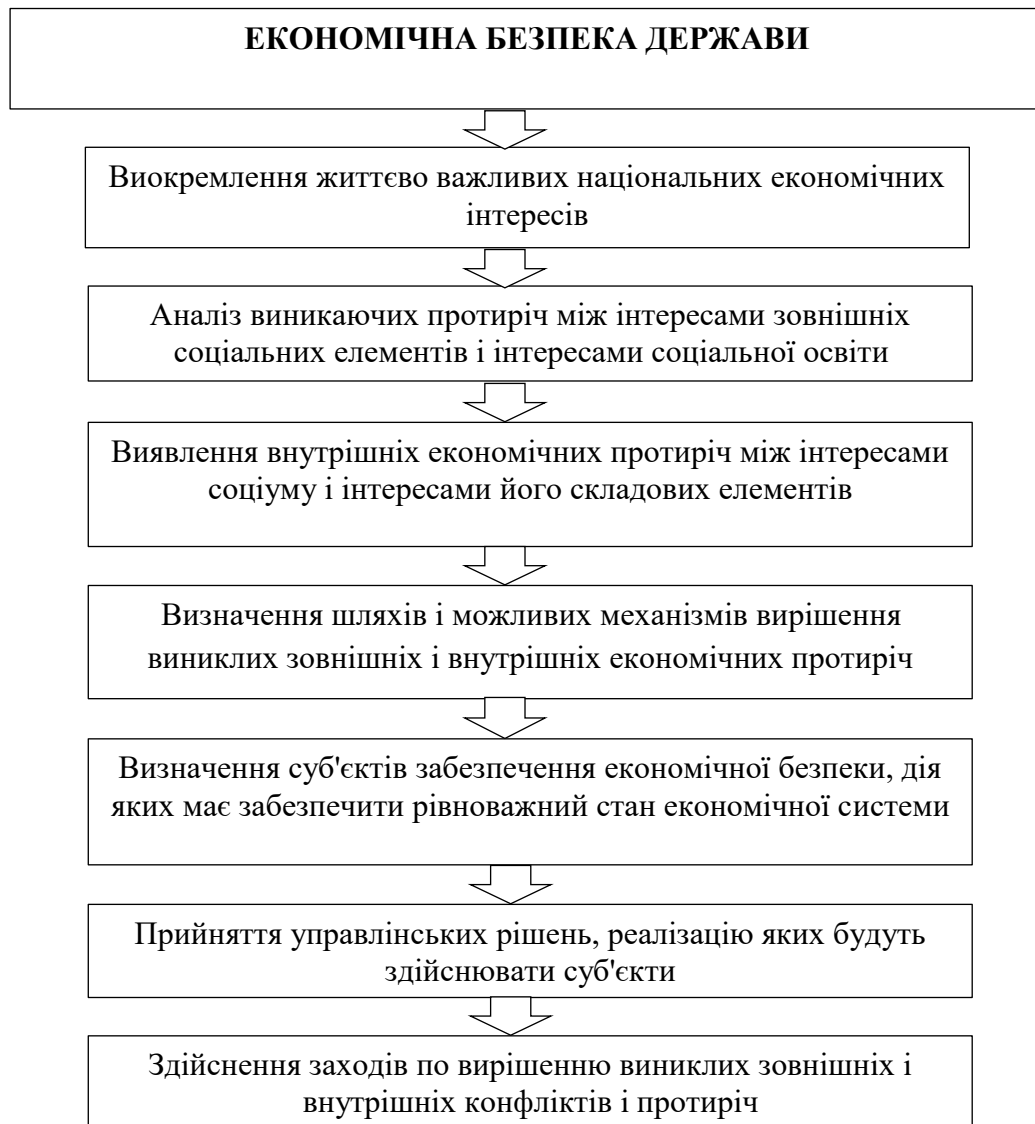 ЕКОНОМІЧНА БЕЗПЕКА ДЕРЖАВИ
Виокремлення життєво важливих національних економічних
інтересів
Аналіз виникаючих протиріч між інтересами зовнішніх
соціальних елементів і інтересами соціальної освіти
Виявлення внутрішніх економічних протиріч між інтересами
соціуму і інтересами його складових елементів
Визначення шляхів і можливих механізмів вирішення
виниклих зовнішніх і внутрішніх економічних протиріч
Визначення суб'єктів забезпечення економічної безпеки, дія
яких має забезпечити рівноважний стан економічної системи
Прийняття управлінських рішень, реалізацію яких будуть
здійснювати суб'єкти
Здійснення заходів по вирішенню виниклих зовнішніх і
внутрішніх конфліктів і протиріч